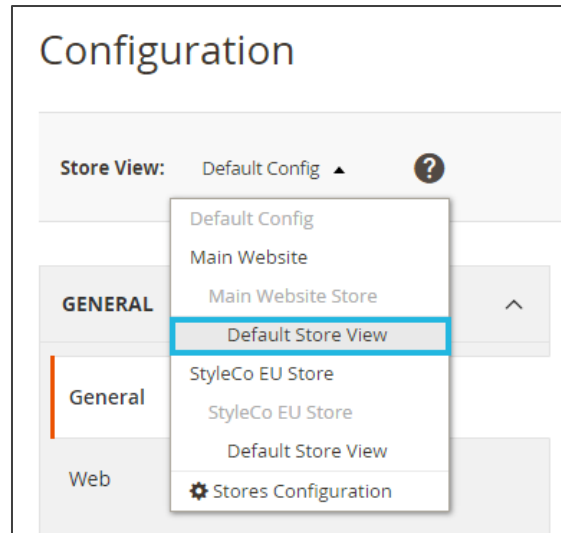 Configuration
Store View: Default Config
Default Config
Main Website
Main Website Store
Default Store View
StyleCo EU Store
StyleCo EU Store
Default Store View
Stores Configuration
GENERAL
General
Web